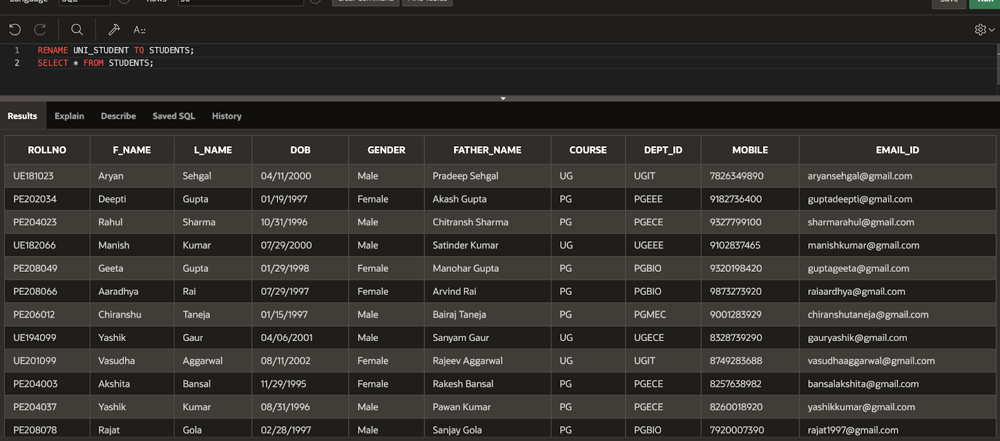 Language SQL Rows 50 Clear Command Find Tables Save Run
A::
1 RENAME UNI_STUDENT TO STUDENTS;
2 SELECT * FROM STUDENTS;
Results Explain Describe Saved SQL History
ROLLNO F_NAME L_NAME DOB GENDER FATHER_NAME COURSE DEPT_ID MOBILE EMAIL_ID
UE181023 Aryan Sehgal 04/11/2000 Male Pradeep Sehgal UG UGIT 7826349890 aryansehgal@gmail.com
PE202034 Deepti Gupta 01/19/1997 Female Akash Gupta PG PGEEE 9182736400 guptadeepti@gmail.com
PE204023 Rahul Sharma 10/31/1996 Male Chitransh Sharma PG PGECE 9327799100 sharmarahul@gmail.com
UE182066 Manish Kumar 07/29/2000 Male Satinder Kumar UG UGEEE 9102837465 manishkumar@gmail.com
PE208049 Geeta Gupta 01/29/1998 Female Manohar Gupta PG PGBIO 9320198420 guptageeta@gmail.com
PE208066 Aaradhya Rai 07/29/1997 Female Arvind Rai PG PGBIO 9873273920 raiaardhya@gmail.com
PE206012 Chiranshu Taneja 01/15/1997 Male Bairaj Taneja PG PGMEC 9001283929 chiranshutaneja@gmail.com
UE194099 Yashik Gaur 04/06/2001 Male Sanyam Gaur UG UGECE 8328739290 gauryashik@gmail.com
UE201099 Vasudha Aggarwal 08/11/2002 Female Rajeev Aggarwal UG UGIT 8749283688 vasudhaaggarwal@gmail.com
PE204003 Akshita Bansal 11/29/1995 Female Rakesh Bansal PG PGECE 8257638982 bansalakshita@gmail.com
PE204037 Yashik Kumar 08/31/1996 Male Pawan Kumar PG PGECE 8260018920 yashikkumar@gmail.com
PE208078 Rajat Gola 02/28/1997 Male Sanjay Gola PG PGBIO 7920007390 rajat1997@gmail.com